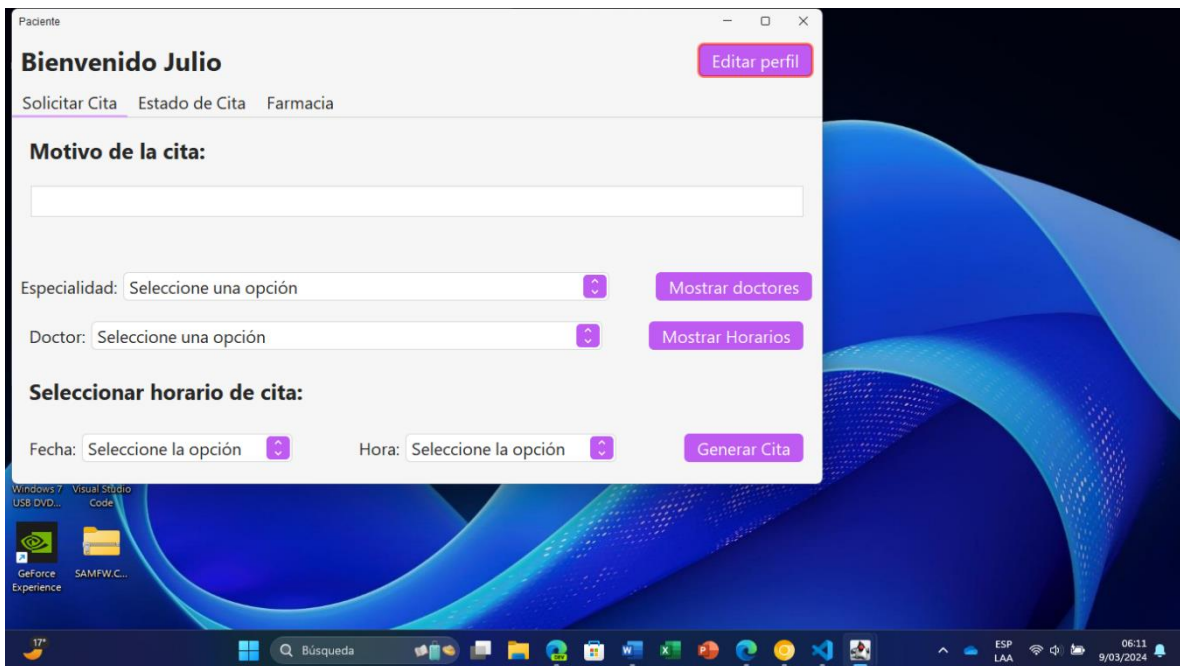 Paciente
Bienvenido Julio
Editar perfil
Solicitar Cita Estado de Cita Farmacia
Motivo de la cita:
Especialidad: Seleccione una opción
Mostrar doctores
Doctor: Seleccione una opción
Mostrar Horarios
Seleccionar horario de cita:
Fecha: Seleccione la opción
Hora: Seleccione la opción
Generar Cita
Windows 7
USB DVD...
Visual Studio
Code
GeForce
Experience
SAMFW.C...
17°
Búsqueda
ESP
LAA
06:11
9/03/2024